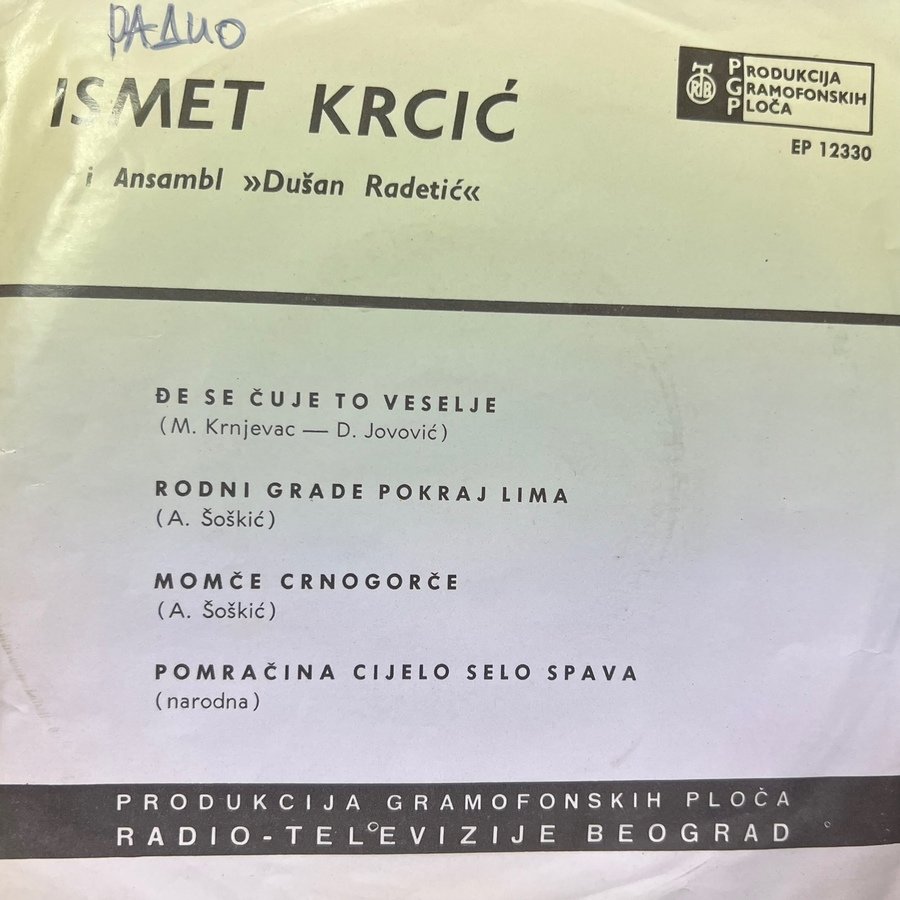 РАДИО
ISMET KRCIĆ
i Ansambl »Dušan Radetić«
RTB
PRODUKCIJA
GRAMOFONSKIH
PLOČA
EP 12330
ĐE SE ČUJE TO VESELJE
(M. Krnjevac — D. Jovović)
RODNI GRADE POKRAJ LIMA
(A. Šoškić)
MOMČE CRNOGORČE
(A. Šoškić)
POMRAČINA CIJELO SELO SPAVA
(narodna)
PRODUKCIJA GRAMOFONSKIH PLOČA
RADIO-TELEVIZIJE BEOGRAD